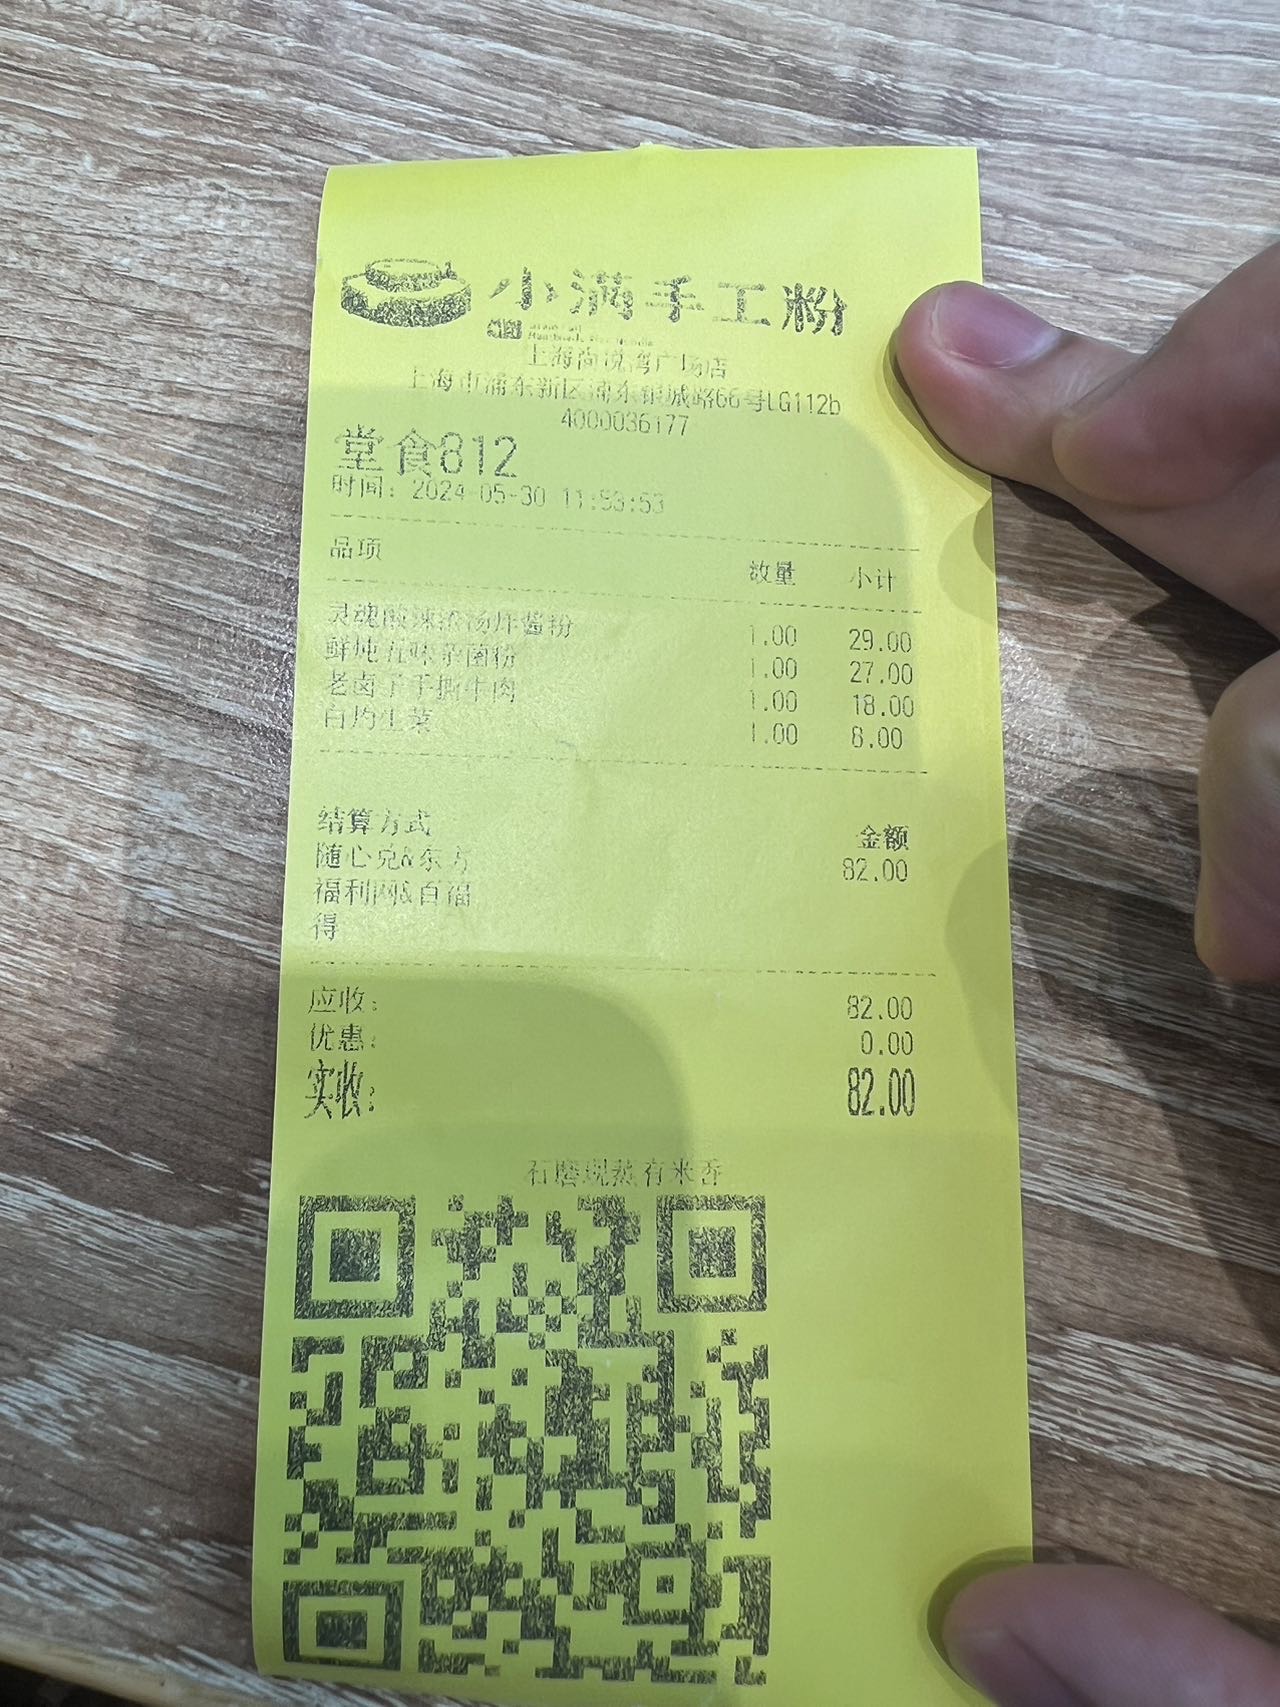 小满手工粉
上海尚悦湾广场店
上海市浦东新区浦东银城路66号LG112b
4000036177
堂食812
时间：2024-05-30 11:53:53
品项 数量 小计
灵魂酸辣浓汤炸酱粉 1.00 29.00
鲜炖五味杂菌粉 1.00 27.00
老卤子手撕牛肉 1.00 18.00
白灼生菜 1.00 8.00
结算方式 金额
随心兑&东方 82.00
福利网&百福
得
应收： 82.00
优惠： 0.00
实收： 82.00
石磨现蒸有米香